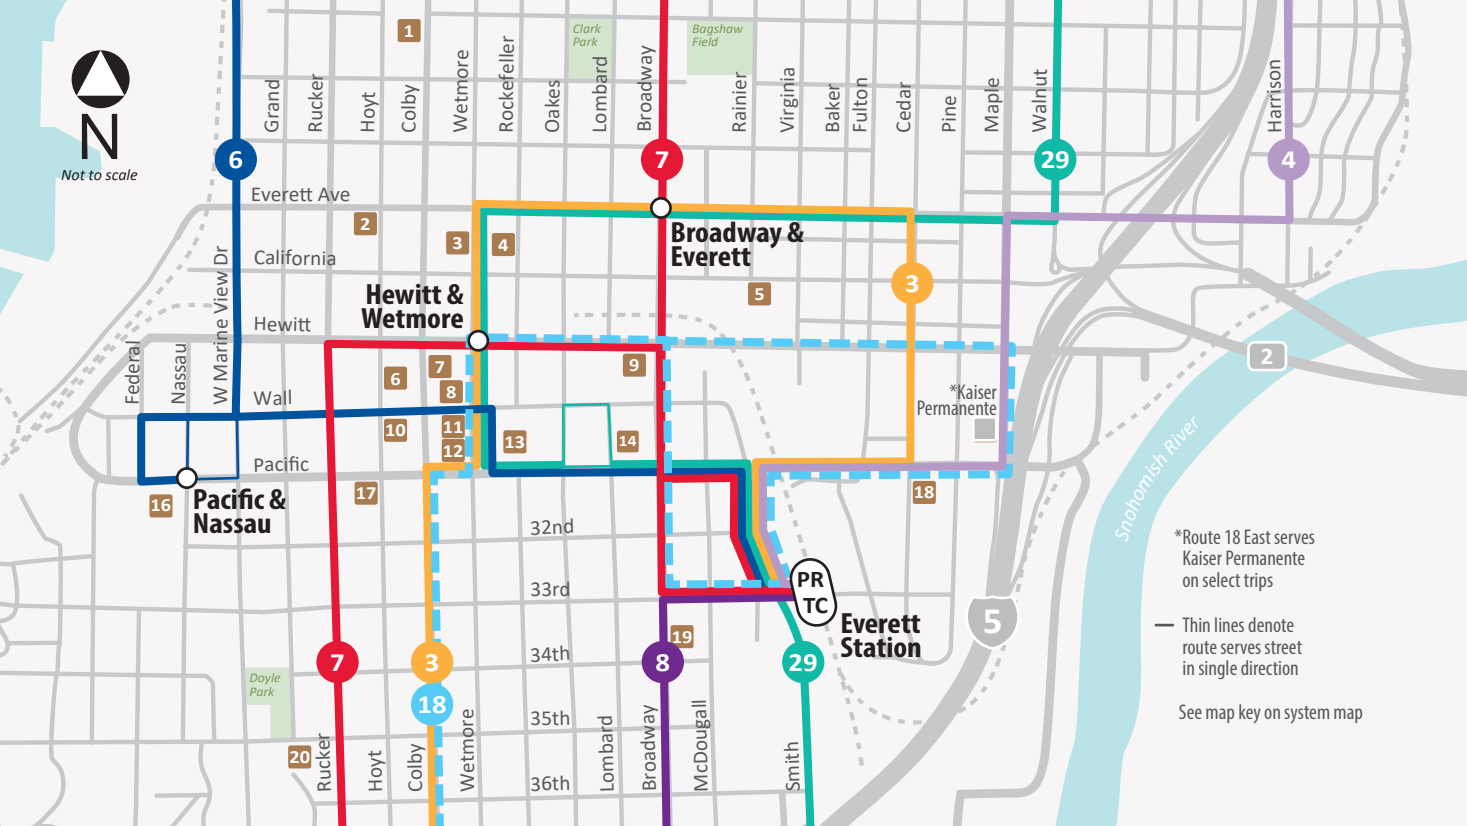 1
Clark
Park
Bagshaw
Field
Grand
Rucker
Hoyt
Colby
Wetmore
Rockefeller
Oakes
Lombard
Broadway
Rainier
Virginia
Baker
Fulton
Cedar
Pine
Maple
Walnut
Harrison
N
Not to scale
6
7
29
4
Everett Ave
2
3
4
Broadway &
Everett
California
W Marine View Dr
5
3
Hewitt &
Wetmore
Hewitt
Federal
Nassau
7
9
6
8
2
*Kaiser
Permanente
Wall
10
11
12
13
14
Pacific
16
Pacific &
Nassau
17
18
Snohomish River
32nd
33rd
PR
TC
*Route 18 East serves
Kaiser Permanente
on select trips
Everett
Station
5
19
34th
7
3
8
29
Thin lines denote
route serves street
in single direction
Doyle
Park
18
35th
See map key on system map
20
Rucker
Hoyt
Colby
Wetmore
36th
Lombard
Broadway
McDougall
Smith